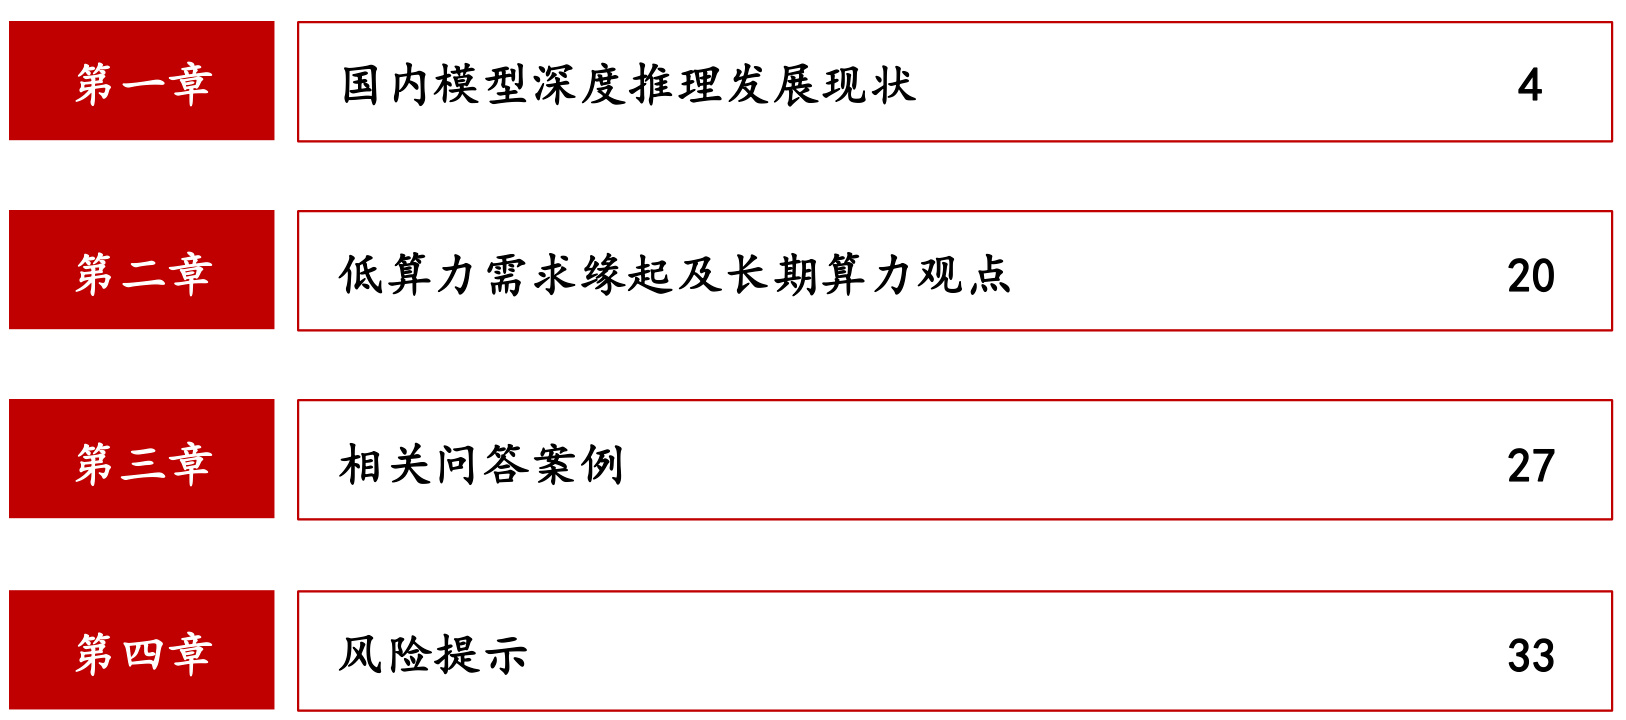 第一章 国内模型深度推理发展现状 4
第二章 低算力需求缘起及长期算力观点 20
第三章 相关问答案例 27
第四章 风险提示 33